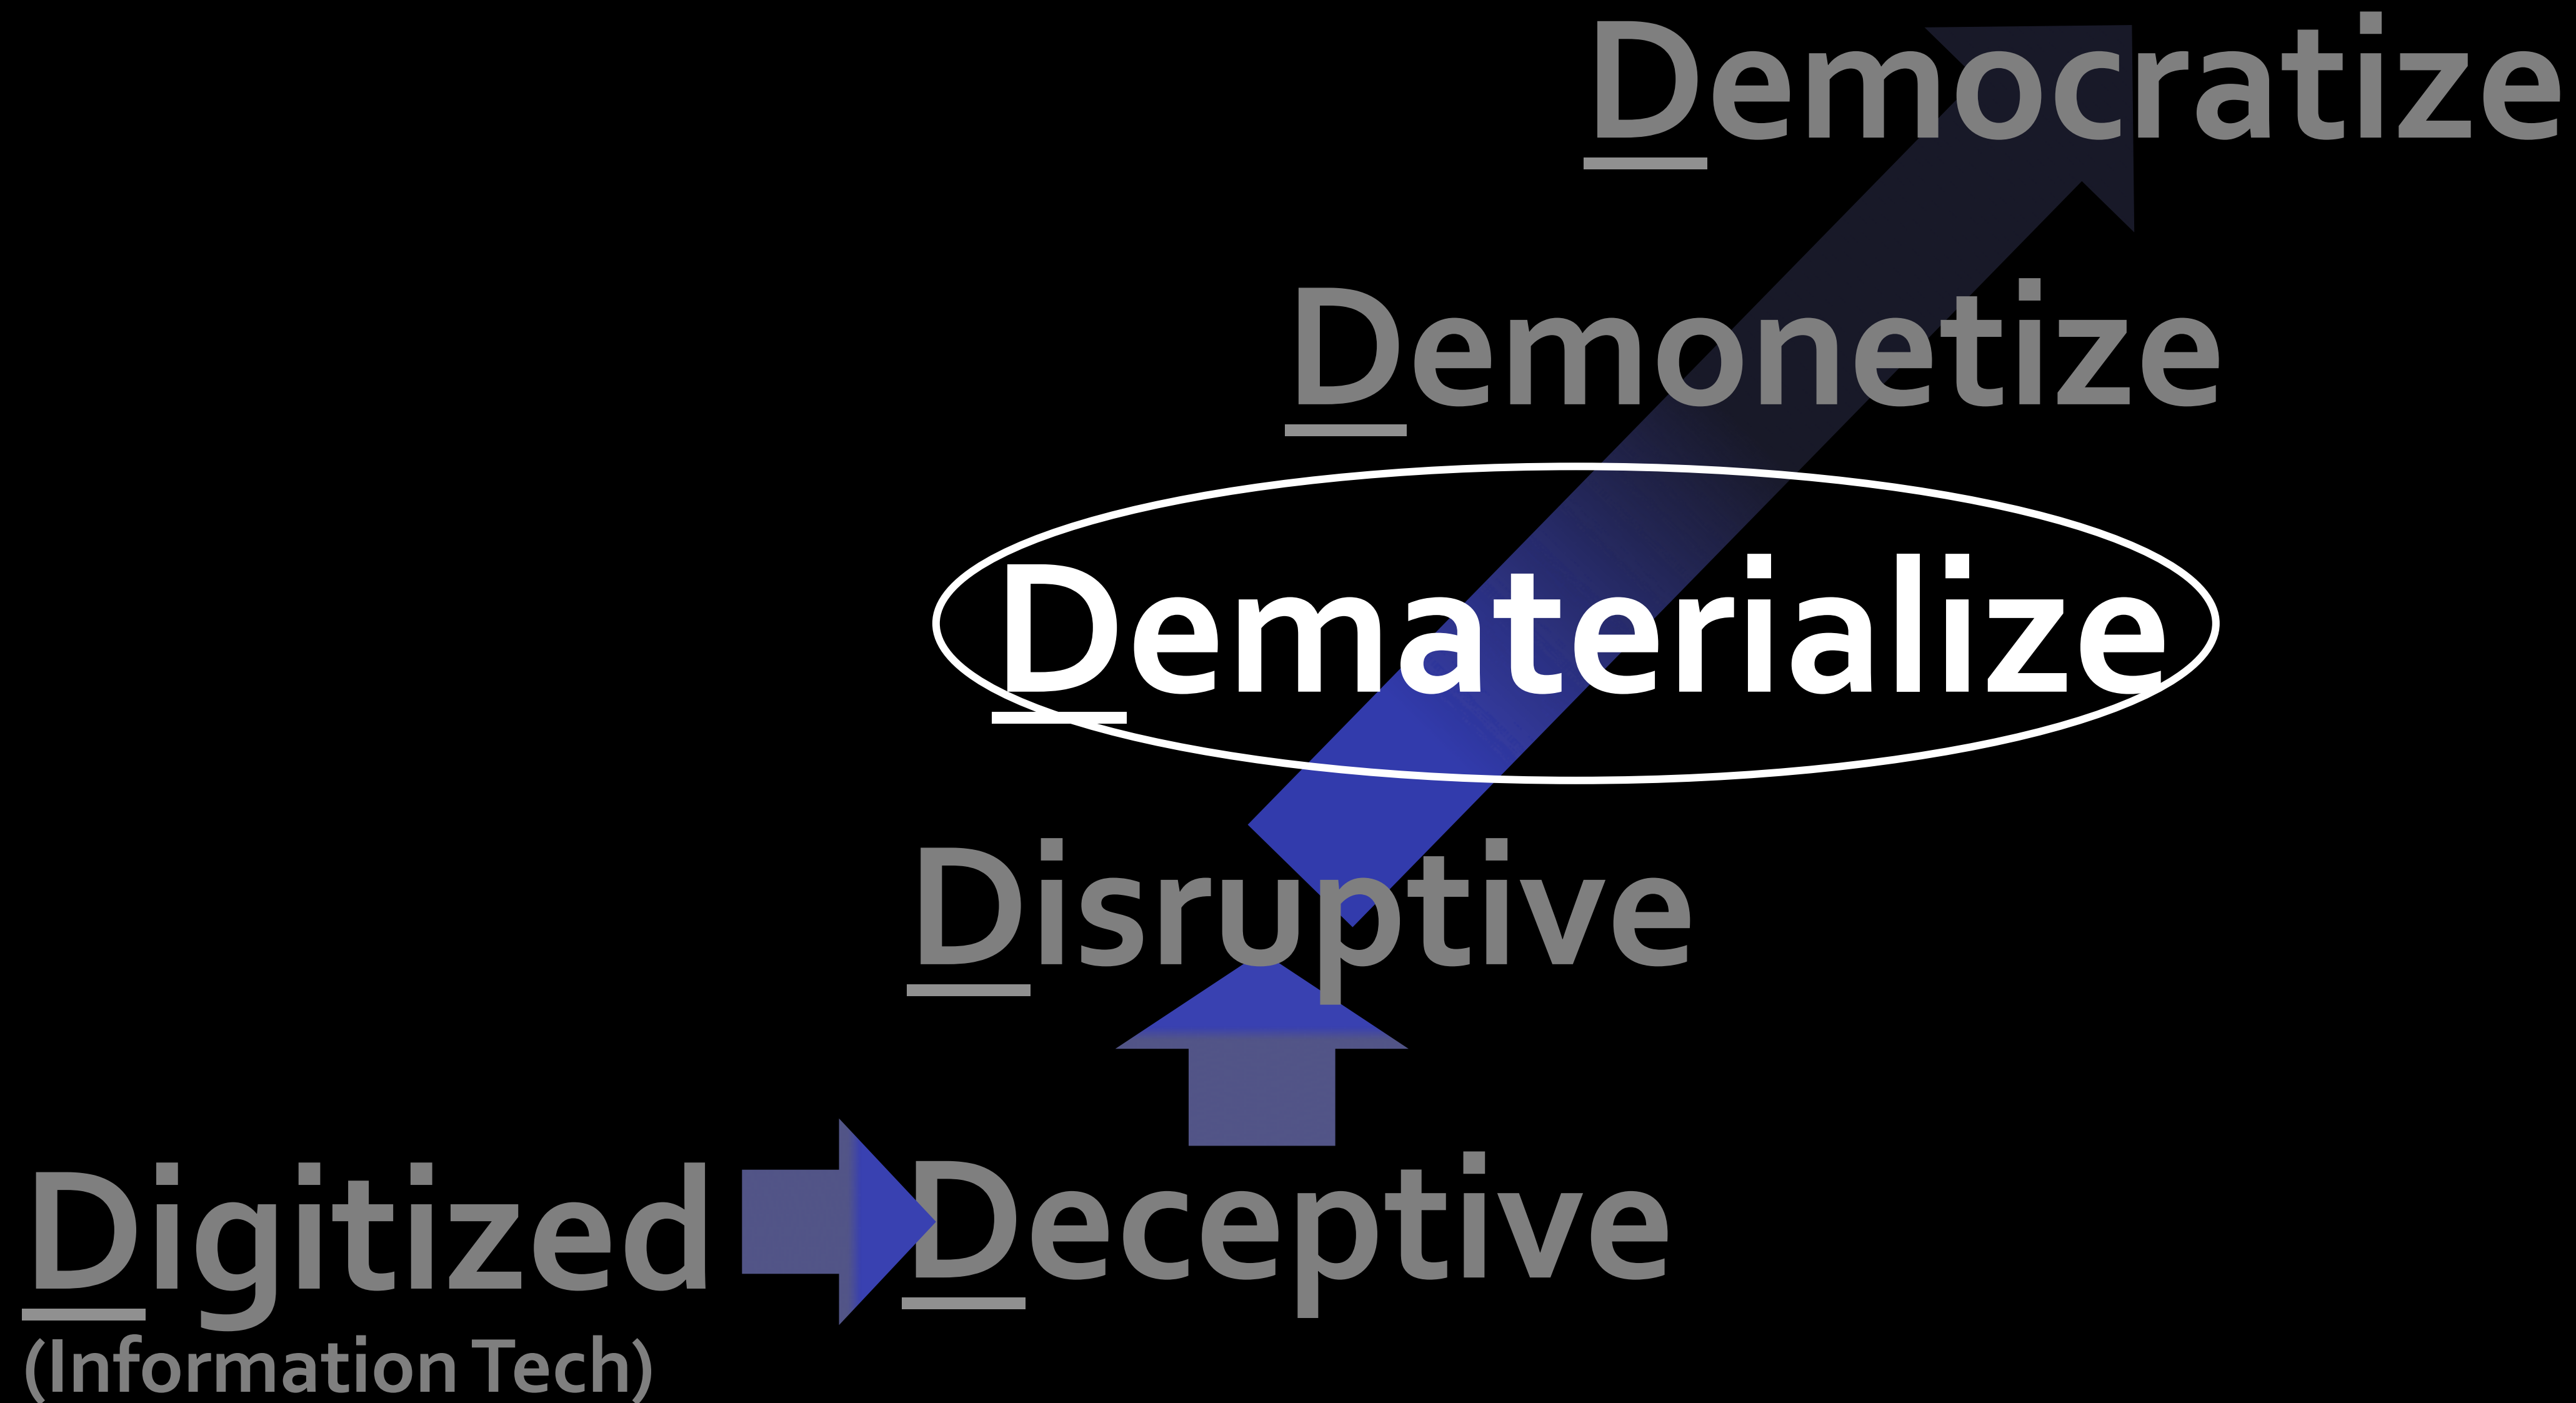 Democratize
Demonetize
Dematerialize
Disruptive
Digitized
Deceptive
(Information Tech)